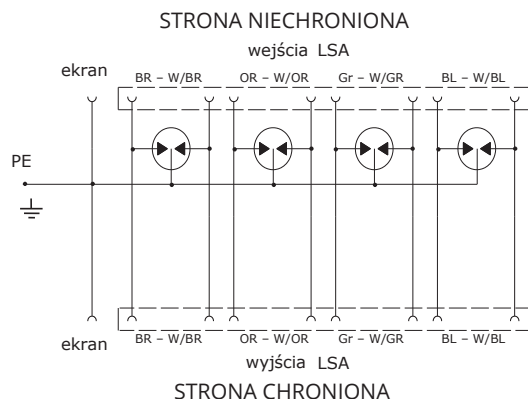 STRONA NIECHRONIONA
wejścia LSA
ekran
BR – W/BR OR – W/OR Gr – W/GR BL – W/BL
PE
ekran
BR – W/BR OR – W/OR Gr – W/GR BL – W/BL
wyjścia LSA
STRONA CHRONIONA